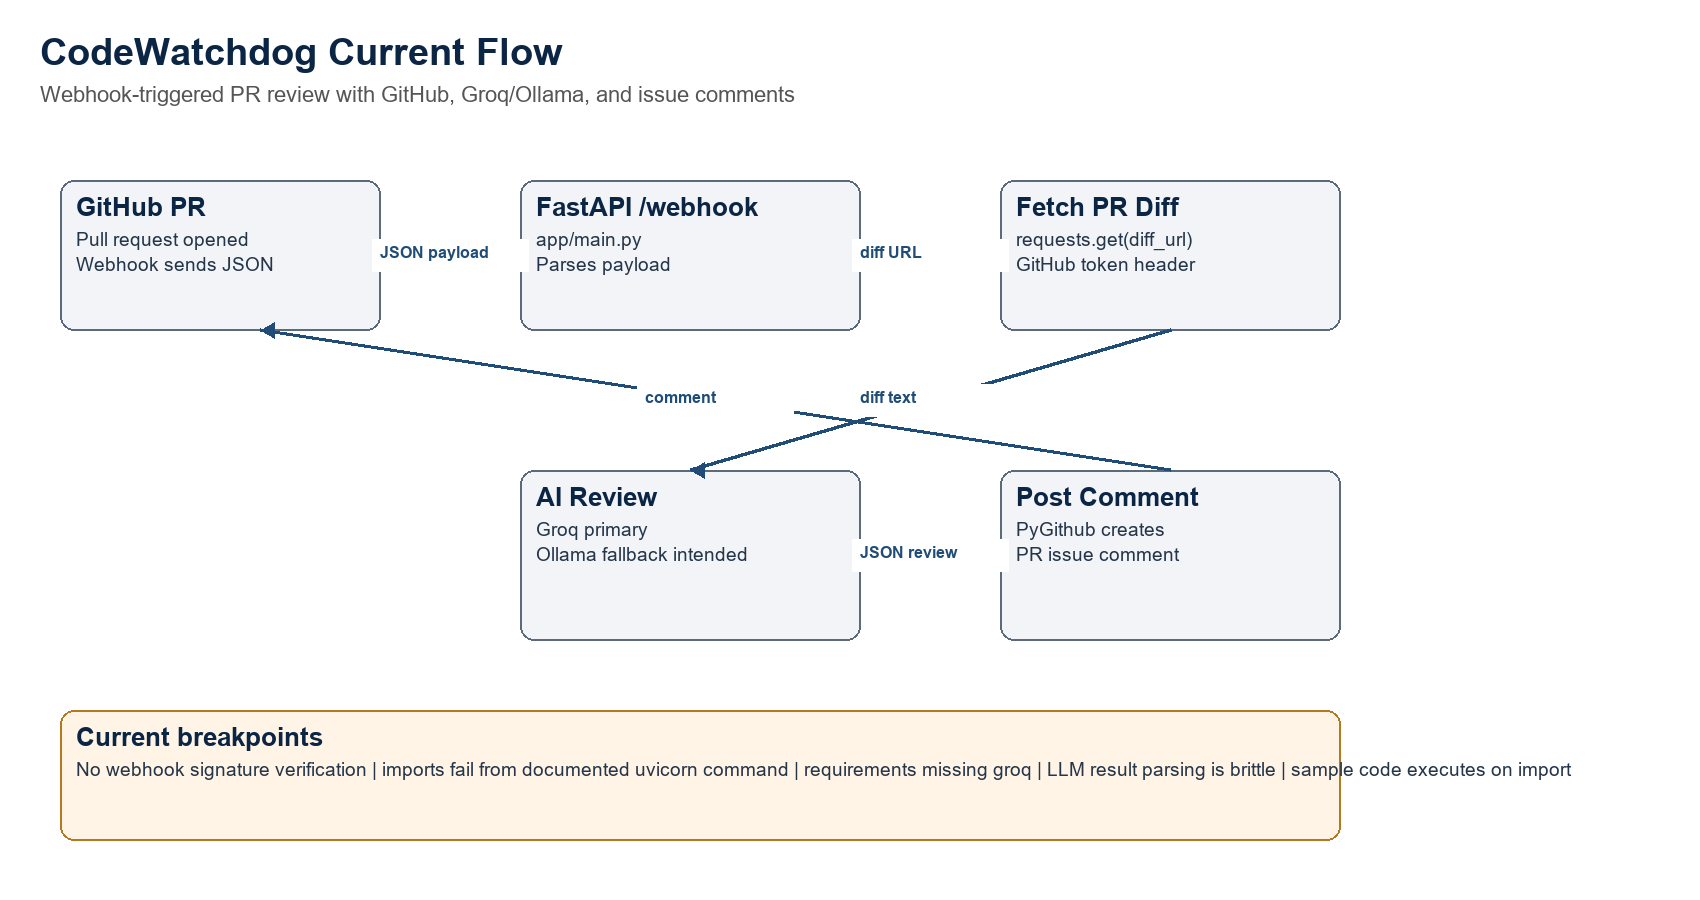 CodeWatchdog Current Flow
Webhook-triggered PR review with GitHub, Groq/Ollama, and issue comments
GitHub PR
Pull request opened
Webhook sends JSON
JSON payload
FastAPI /webhook
app/main.py
Parses payload
diff URL
Fetch PR Diff
requests.get(diff_url)
GitHub token header
comment
diff text
AI Review
Groq primary
Ollama fallback intended
JSON review
Post Comment
PyGithub creates
PR issue comment
Current breakpoints
No webhook signature verification | imports fail from documented uvicorn command | requirements missing groq | LLM result parsing is brittle | sample code executes on import